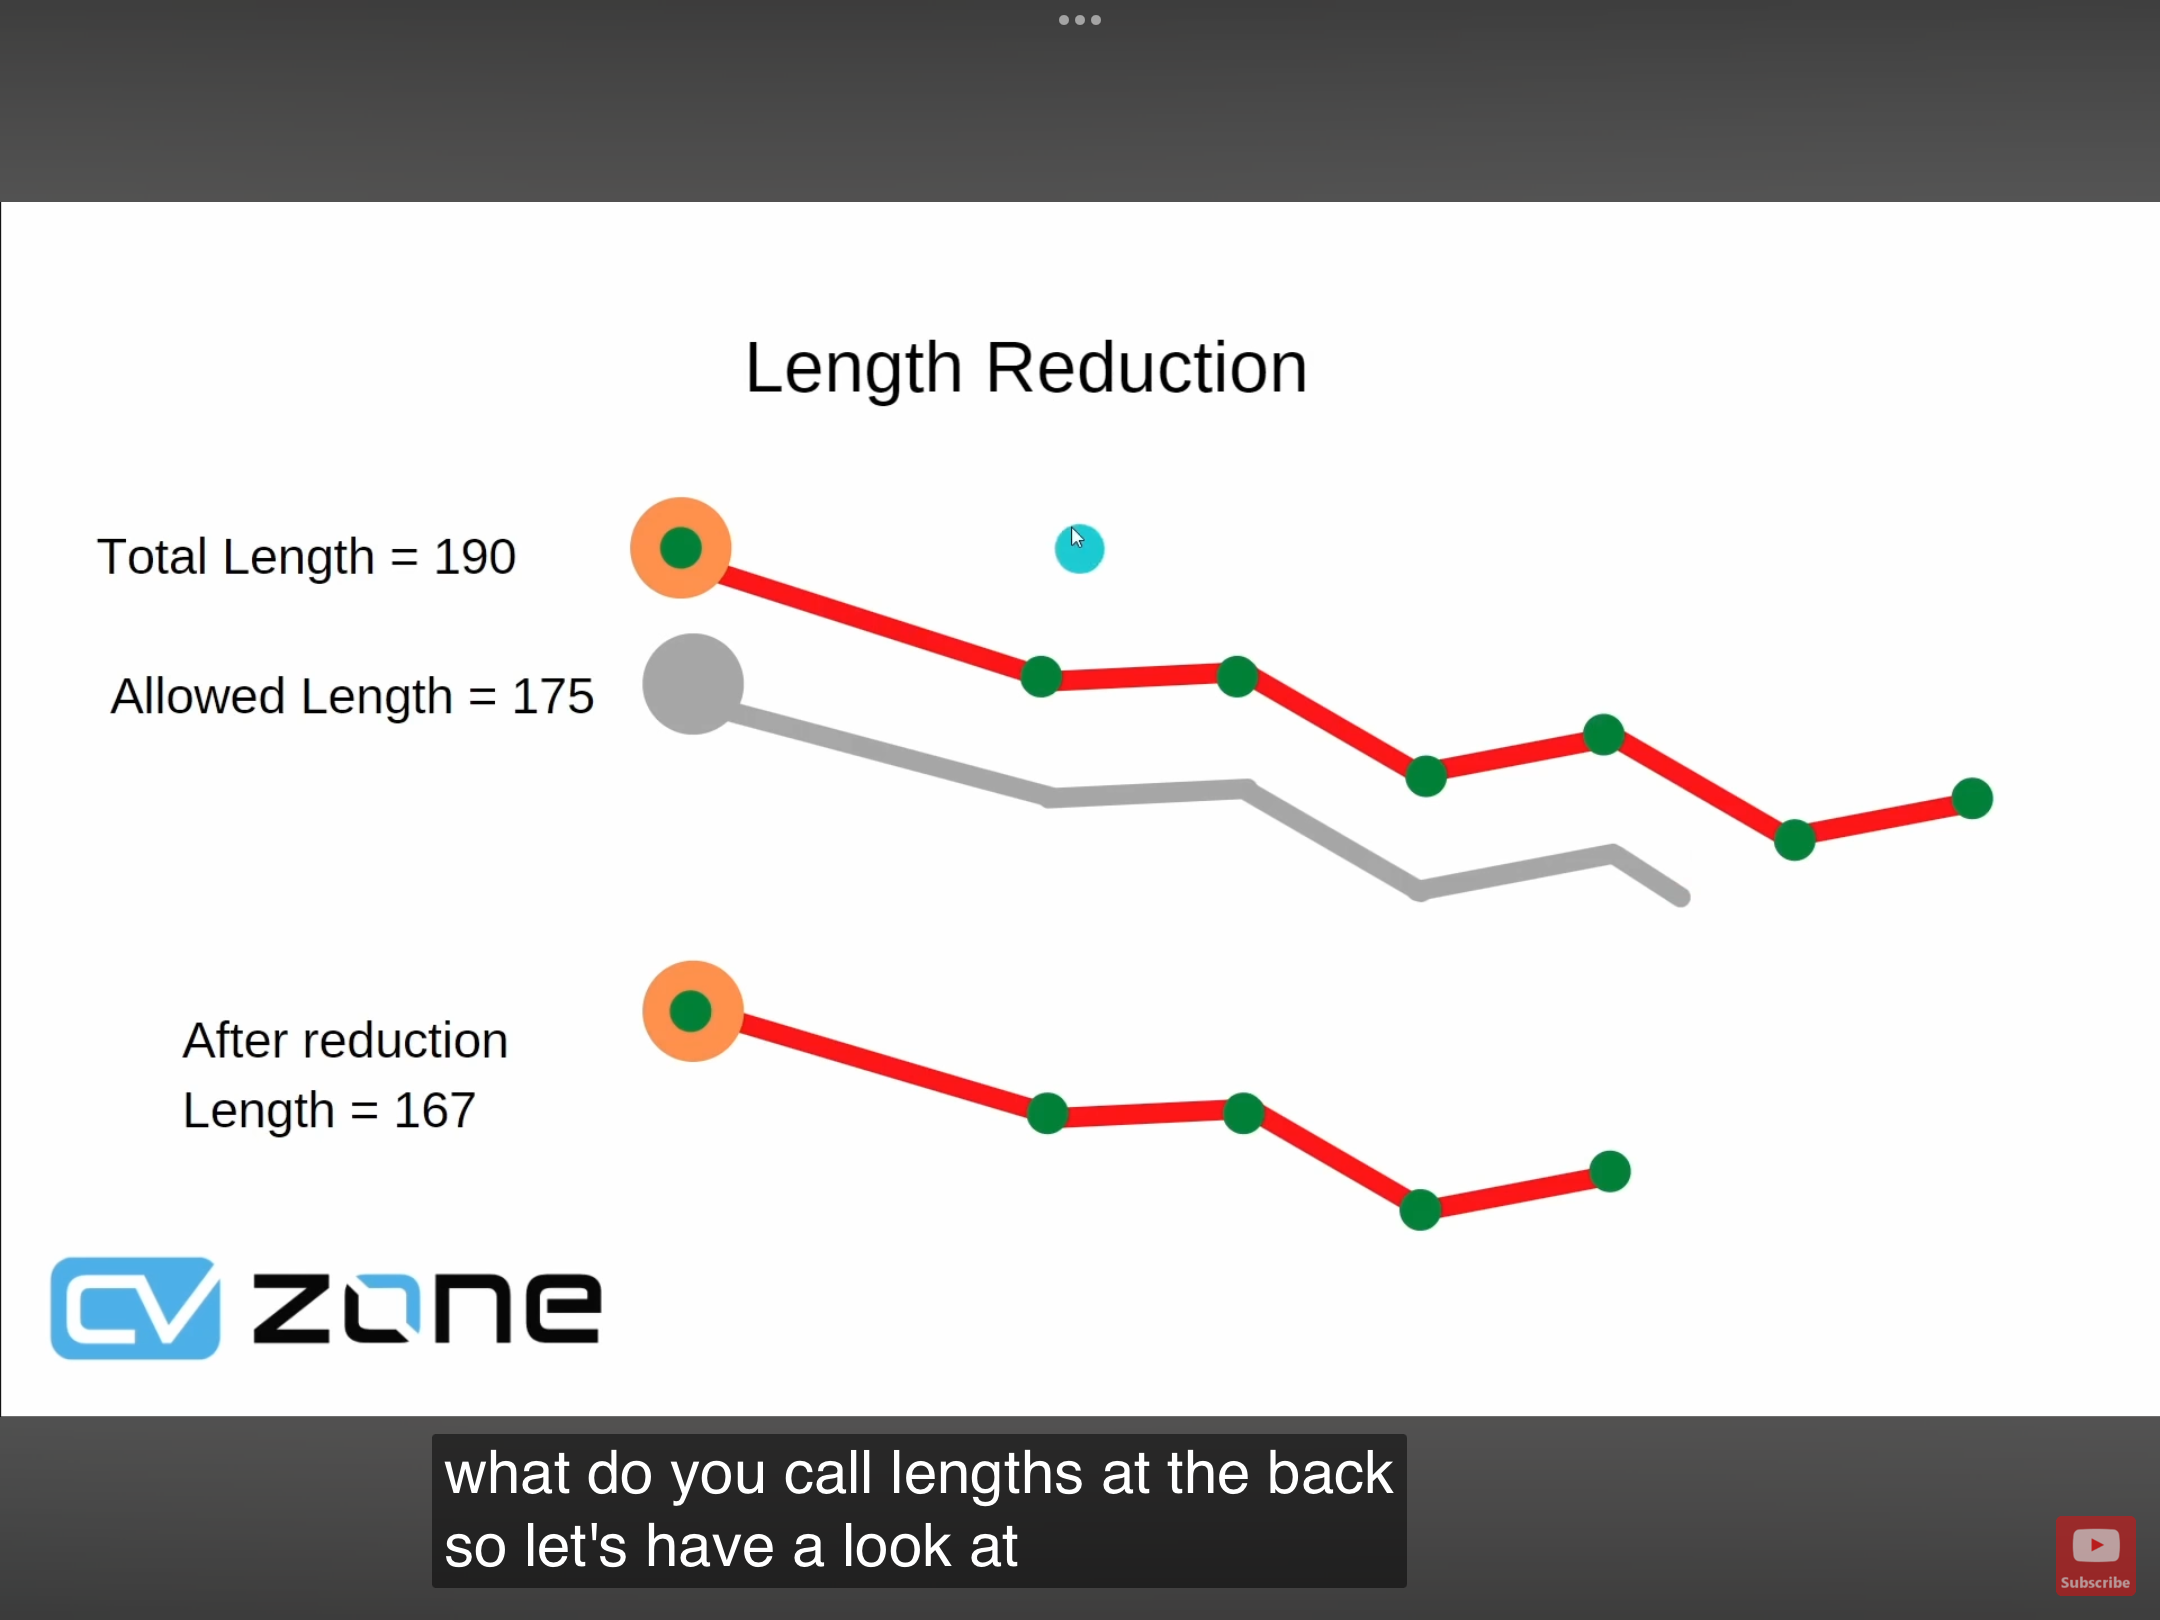 Length Reduction
Total Length = 190
Allowed Length = 175
After reduction
Length = 167
CV zone
what do you call lengths at the back
so let's have a look at
Subscribe